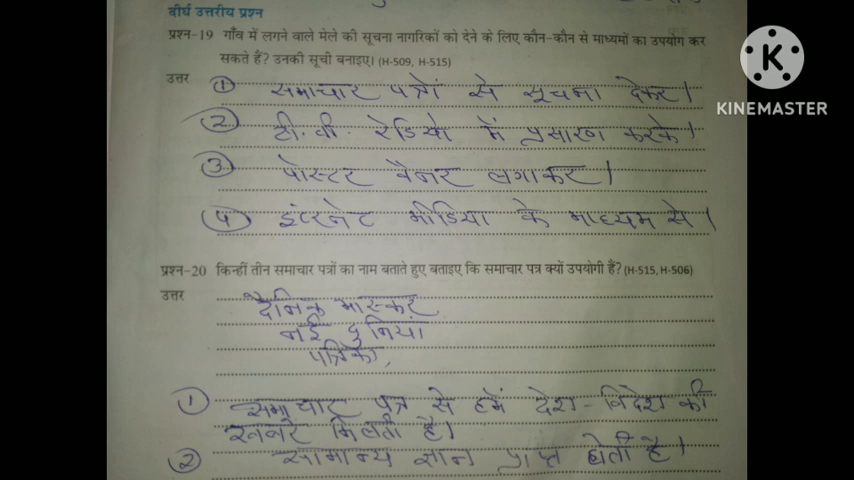 दीर्घ उत्तरीय प्रश्न
प्रश्न-19 गाँव में लगने वाले मेले की सूचना नागरिकों को देने के लिए कौन-कौन से माध्यमों का उपयोग कर
सकते हैं? उनकी सूची बनाइए। (H-509, H-515)
उत्तर ① समाचार पत्रों से सूचना देकर।
② टी.वी. रेडियो में प्रसारण करके।
③ पोस्टर बैनर लगाकर।
④ इंटरनेट मीडिया के माध्यम से।
प्रश्न-20 किन्हीं तीन समाचार पत्रों का नाम बताते हुए बताइए कि समाचार पत्र क्यों उपयोगी हैं? (H-515, H-506)
उत्तर दैनिक भास्कर
नई दुनियां
पत्रिका,
① समाचार पत्र से हमें देश-विदेश की
खबरे मिलती है।
② सामान्य ज्ञान प्राप्त होती है।
KINEMASTER